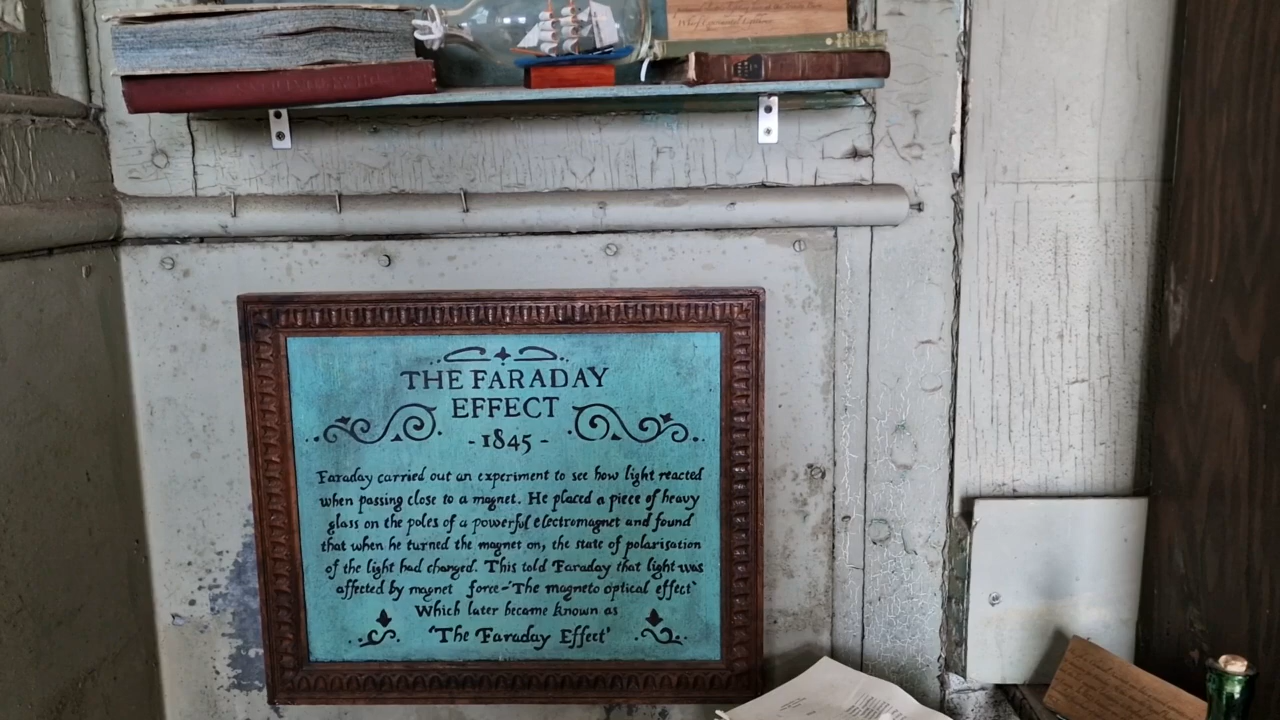 THE FARADAY
EFFECT
- 1845 -
Faraday carried out an experiment to see how light reacted
when passing close to a magnet. He placed a piece of heavy
glass on the poles of a powerful electromagnet and found
that when he turned the magnet on, the state of polarisation
of the light had changed. This told Faraday that light was
affected by magnet force - 'The magneto optical effect'
Which later became known as
'The Faraday Effect'